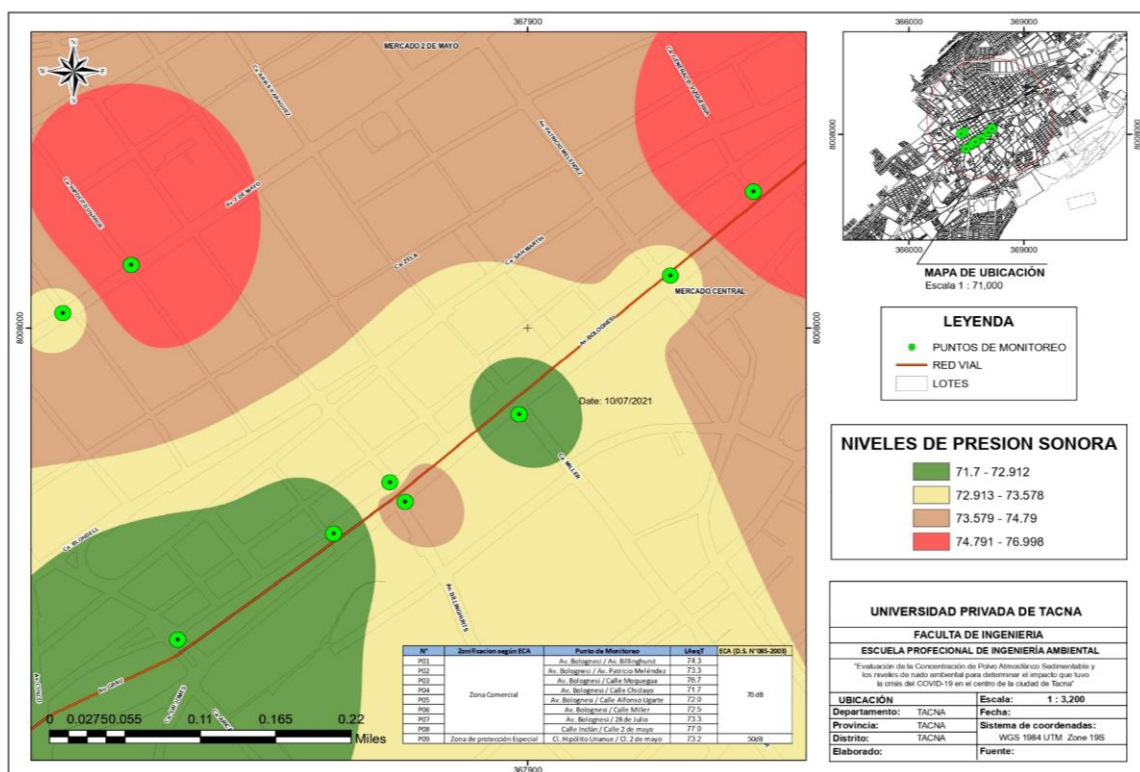 367900
366000
369000
MERCADO 2 DE MAYO
Av. PATRICIO MELENDEZ
Av. 2 DE MAYO
Ca. ZELA
Ca. SAN MARTIN
MERCADO CENTRAL
Av. BOLOGNESI
8008000
8008000
8008000
8008000
Date: 10/07/2021
Ca. MILLER
Ca. BLONDELL
Av. BILLINGHURTS
Av. GRAU
0 0.0275 0.055 0.11 0.165 0.22
Miles
367900
366000
369000
MAPA DE UBICACIÓN
Escala 1 : 71,000
LEYENDA
PUNTOS DE MONITOREO
RED VIAL
LOTES
NIVELES DE PRESION SONORA
71.7 - 72.912
72.913 - 73.578
73.579 - 74.79
74.791 - 76.998
N° Zonificacion según ECA Punto de Monitoreo LAeqT ECA (D.S. N°085-2003)
P01 Av. Bolognesi / Av. Billinghurst 74.3
P02 Av. Bolognesi / Av. Patricio Meléndez 73.3
P03 Av. Bolognesi / Calle Moquegua 76.7
P04 Zona Comercial Av. Bolognesi / Calle Chiclayo 71.7 70 dB
P05 Av. Bolognesi / Calle Alfonso Ugarte 72.0
P06 Av. Bolognesi / Calle Miller 72.5
P07 Av. Bolognesi / 28 de Julio 73.3
P08 Calle Inclán / Calle 2 de mayo 77.0
P09 Zona de protección Especial Cl. Hipólito Unanue / Cl. 2 de mayo 73.2 50dB
UNIVERSIDAD PRIVADA DE TACNA
FACULTA DE INGENIERIA
ESCUELA PROFECIONAL DE INGENIERÍA AMBIENTAL
"Evaluación de la Concentración de Polvo Atmosférico Sedimentable y
los niveles de ruido ambiental para determinar el impacto que tuvo
la crisis del COVID-19 en el centro de la ciudad de Tacna"
UBICACIÓN Escala: 1 : 3,200
Departamento: TACNA Fecha:
Provincia: TACNA Sistema de coordenadas:
Distrito: TACNA WGS 1984 UTM Zone 19S
Elaborado: Fuente: